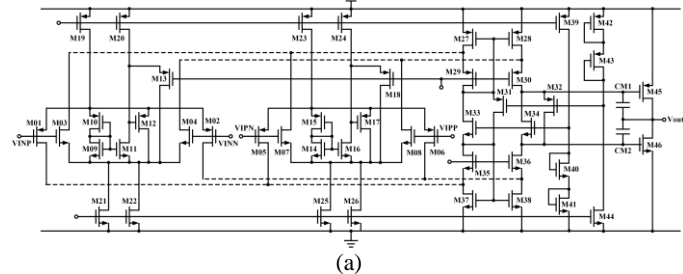 M19 M20 M23 M24 M39 M42
M27 M28
M43
M13 M18 M29 M30 M31 M32 CM1 M45
M01 M03 M10 M12 M04 M02 VIPN M15 M17 VIPP M33 M34 Vout
VINP M09 M11 VINN M05 M07 M14 M16 M08 M06 CM2 M46
M35 M36 M40
M21 M22 M25 M26 M37 M38 M41 M44
(a)